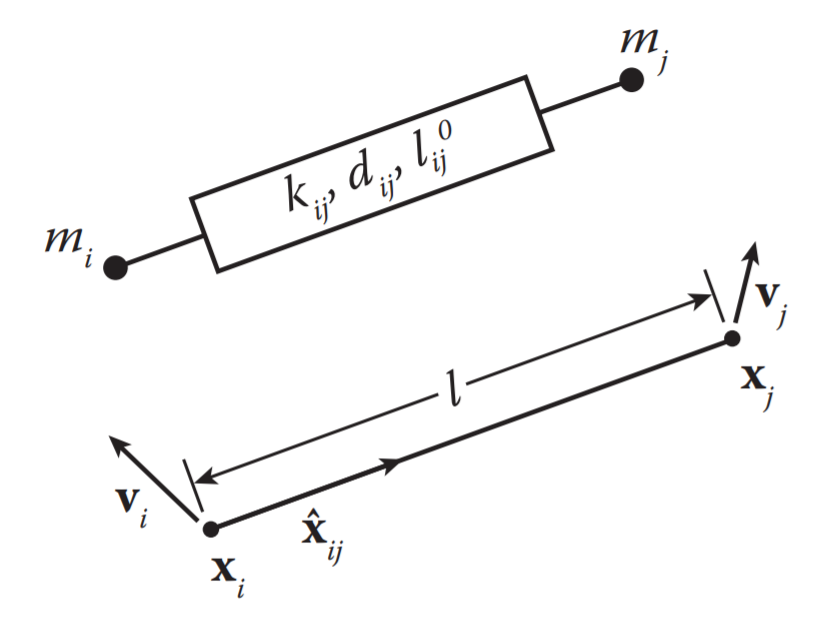 m_j
k_ij, d_ij, l_ij^0
m_i
v_j
l
x_j
v_i
x̂_ij
x_i